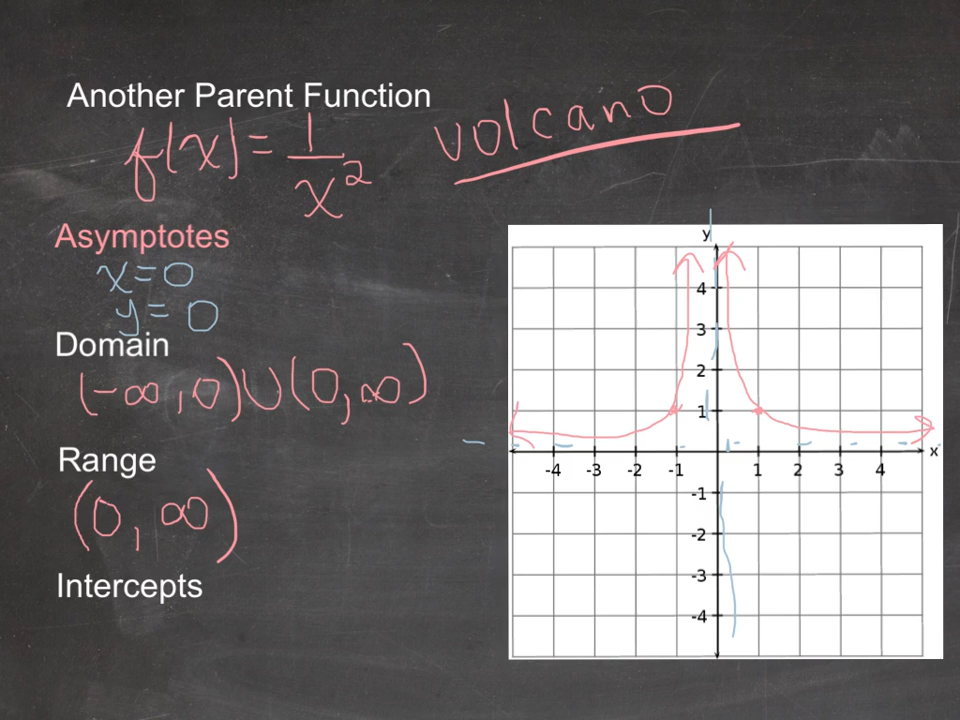 Another Parent Function
f(x) = 1/x² volcano
Asymptotes
x = 0
y = 0
Domain
(-∞, 0) ∪ (0, ∞)
Range
(0, ∞)
Intercepts
y
4
3
2
1
x
-4 -3 -2 -1 1 2 3 4
-1
-2
-3
-4